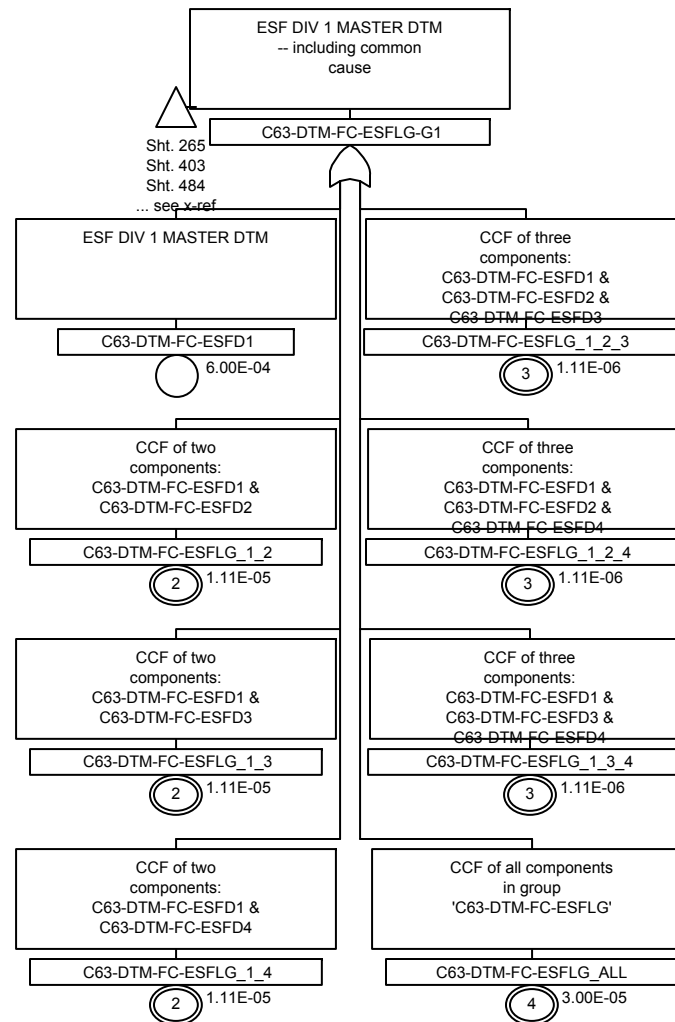 ESF DIV 1 MASTER DTM
-- including common
cause
C63-DTM-FC-ESFLG-G1
Sht. 265
Sht. 403
Sht. 484
... see x-ref
ESF DIV 1 MASTER DTM
C63-DTM-FC-ESFD1
6.00E-04
CCF of three
components:
C63-DTM-FC-ESFD1 &
C63-DTM-FC-ESFD2 &
C63-DTM-FC-ESFD3
C63-DTM-FC-ESFLG_1_2_3
3
1.11E-06
CCF of two
components:
C63-DTM-FC-ESFD1 &
C63-DTM-FC-ESFD2
C63-DTM-FC-ESFLG_1_2
2
1.11E-05
CCF of three
components:
C63-DTM-FC-ESFD1 &
C63-DTM-FC-ESFD2 &
C63-DTM-FC-ESFD4
C63-DTM-FC-ESFLG_1_2_4
3
1.11E-06
CCF of two
components:
C63-DTM-FC-ESFD1 &
C63-DTM-FC-ESFD3
C63-DTM-FC-ESFLG_1_3
2
1.11E-05
CCF of three
components:
C63-DTM-FC-ESFD1 &
C63-DTM-FC-ESFD3 &
C63-DTM-FC-ESFD4
C63-DTM-FC-ESFLG_1_3_4
3
1.11E-06
CCF of two
components:
C63-DTM-FC-ESFD1 &
C63-DTM-FC-ESFD4
C63-DTM-FC-ESFLG_1_4
2
1.11E-05
CCF of all components
in group
'C63-DTM-FC-ESFLG'
C63-DTM-FC-ESFLG_ALL
4
3.00E-05